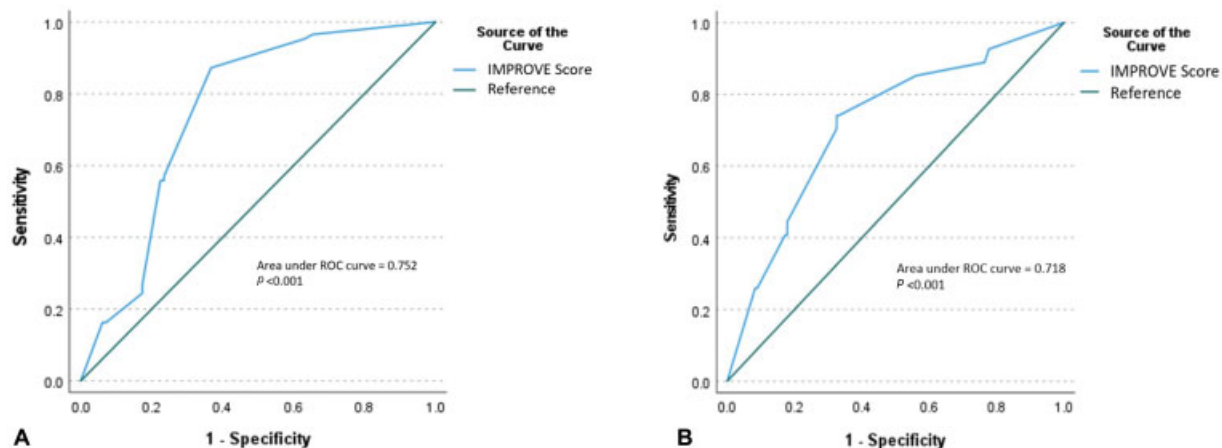 1.0
0.8
0.6
0.4
0.2
0.0
Sensitivity
0.0 0.2 0.4 0.6 0.8 1.0
1 - Specificity
Source of the
Curve
IMPROVE Score
Reference
Area under ROC curve = 0.752
P <0.001
A
1.0
0.8
0.6
0.4
0.2
0.0
Sensitivity
0.0 0.2 0.4 0.6 0.8 1.0
1 - Specificity
Source of the
Curve
IMPROVE Score
Reference
Area under ROC curve = 0.718
P <0.001
B